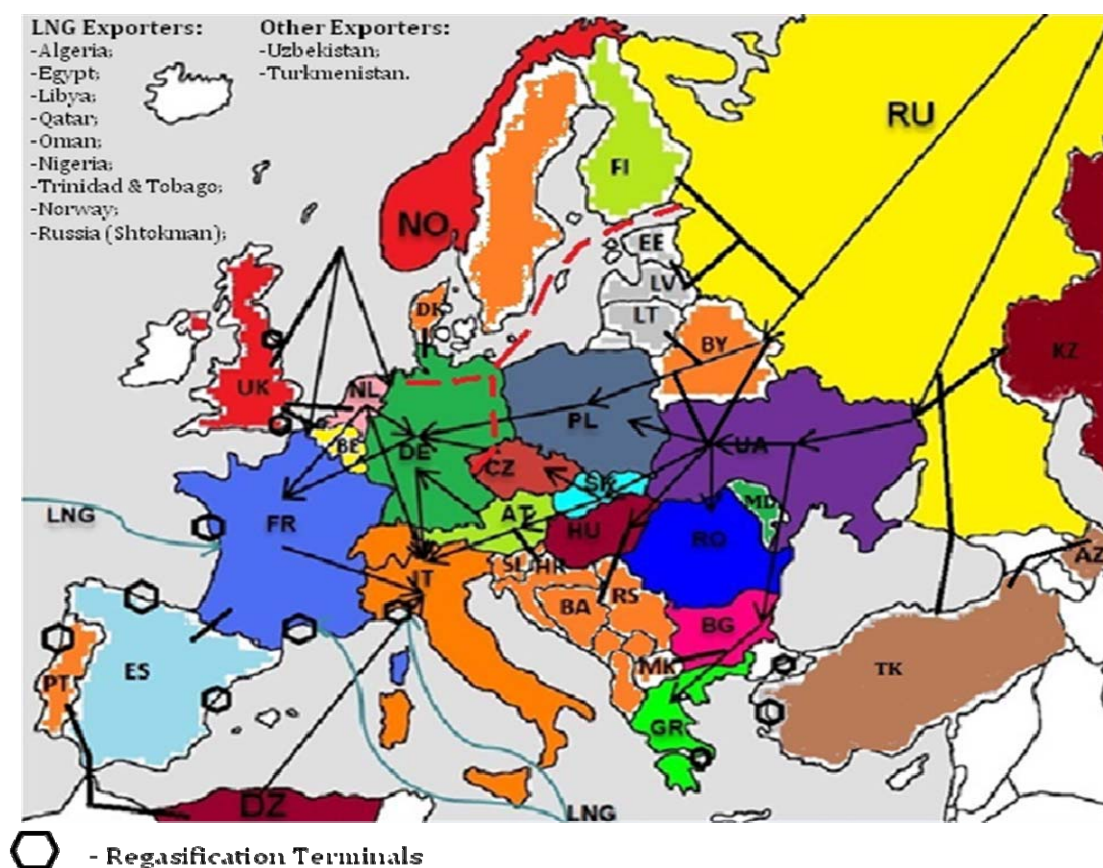 LNG Exporters:
-Algeria;
-Egypt;
-Libya;
-Qatar;
-Oman;
-Nigeria;
-Trinidad & Tobago;
-Norway;
-Russia (Shtokman);
Other Exporters:
-Uzbekistan;
-Turkmenistan.
RU
FI
NO
EE
LV
LT
DK
BY
KZ
UK
NL
BE
DE
PL
UA
CZ
SK
MD
FR
AT
HU
RO
LNG
IT
SL
HR
BA
RS
AZ
BG
MK
ES
PT
TK
GR
DZ
LNG
- Regasification Terminals